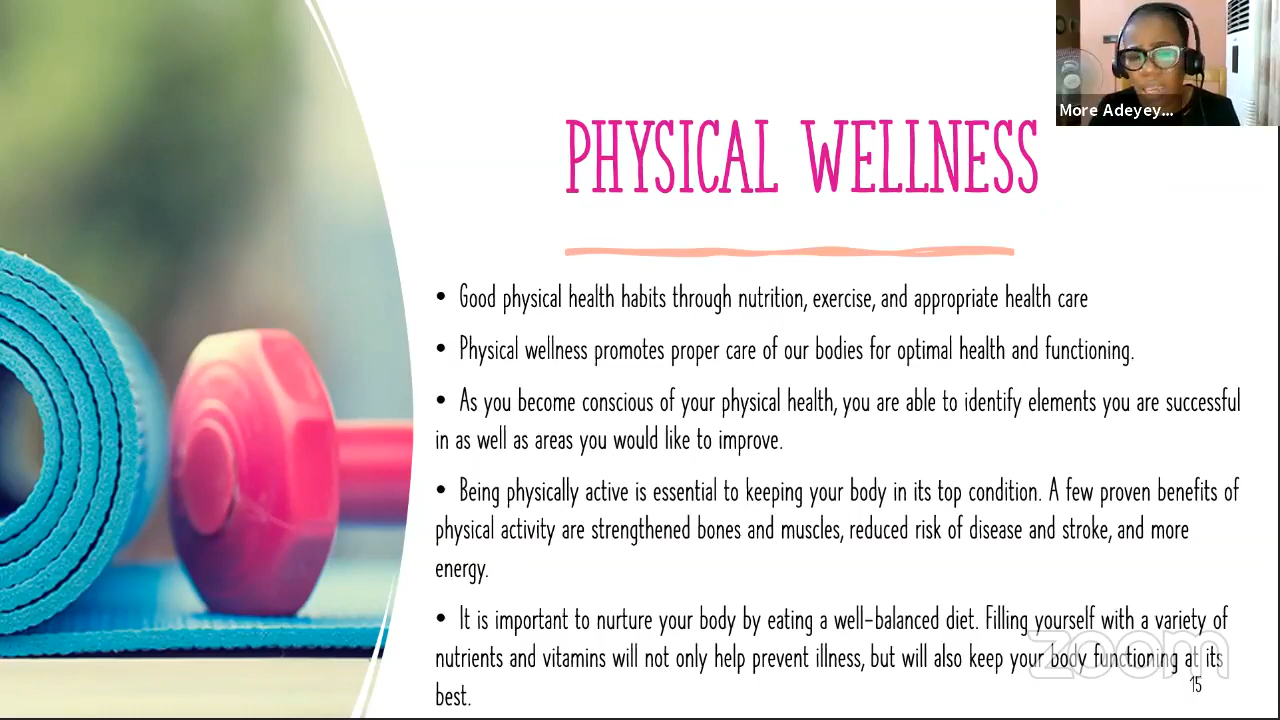 More Adeyey...
PHYSICAL WELLNESS
• Good physical health habits through nutrition, exercise, and appropriate health care
• Physical wellness promotes proper care of our bodies for optimal health and functioning.
• As you become conscious of your physical health, you are able to identify elements you are successful
in as well as areas you would like to improve.
• Being physically active is essential to keeping your body in its top condition. A few proven benefits of
physical activity are strengthened bones and muscles, reduced risk of disease and stroke, and more
energy.
• It is important to nurture your body by eating a well-balanced diet. Filling yourself with a variety of
nutrients and vitamins will not only help prevent illness, but will also keep your body functioning at its
best.
zoom
15